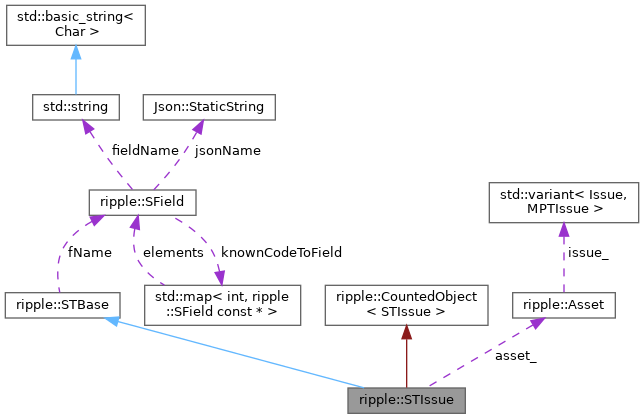 std::basic_string<
Char >
std::string
Json::StaticString
fieldName
jsonName
ripple::SField
std::variant< Issue,
MPTIssue >
fName
elements
knownCodeToField
issue_
ripple::STBase
std::map< int, ripple
::SField const * >
ripple::CountedObject
< STIssue >
ripple::Asset
asset_
ripple::STIssue